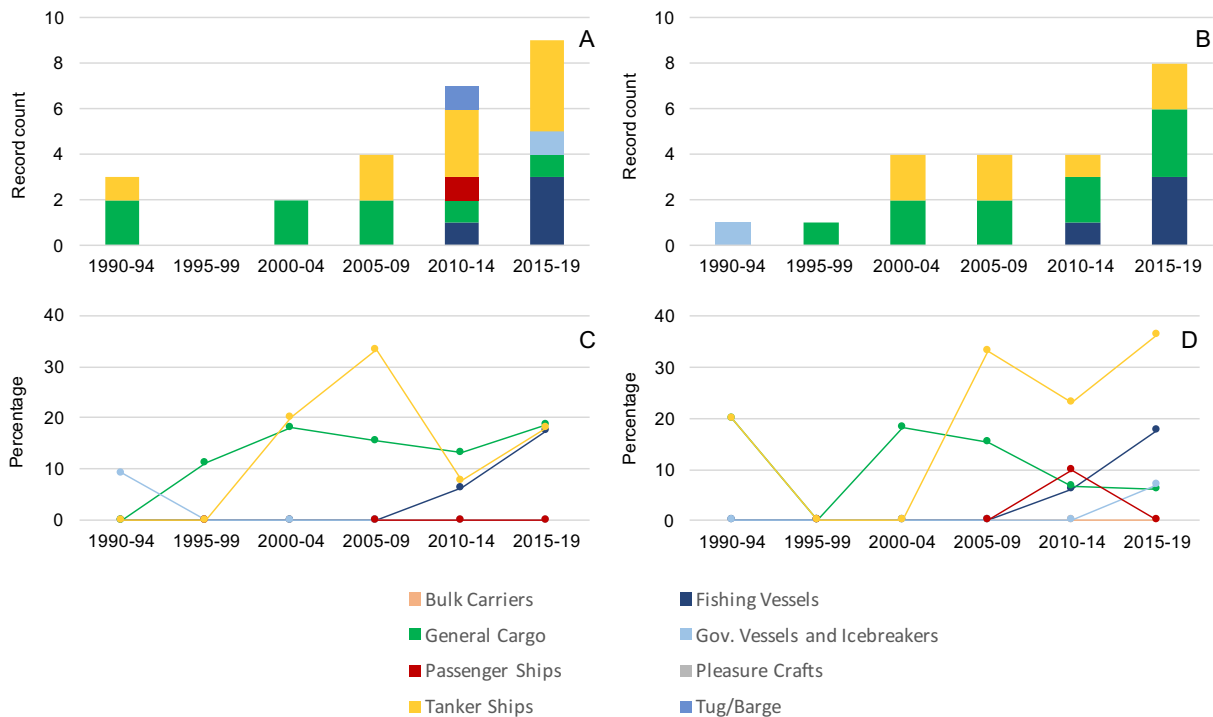 A
Record count
10
8
6
4
2
0
1990-94 1995-99 2000-04 2005-09 2010-14 2015-19
B
Record count
10
8
6
4
2
0
1990-94 1995-99 2000-04 2005-09 2010-14 2015-19
C
Percentage
40
30
20
10
0
1990-94 1995-99 2000-04 2005-09 2010-14 2015-19
D
Percentage
40
30
20
10
0
1990-94 1995-99 2000-04 2005-09 2010-14 2015-19
Bulk Carriers
Fishing Vessels
General Cargo
Gov. Vessels and Icebreakers
Passenger Ships
Pleasure Crafts
Tanker Ships
Tug/Barge